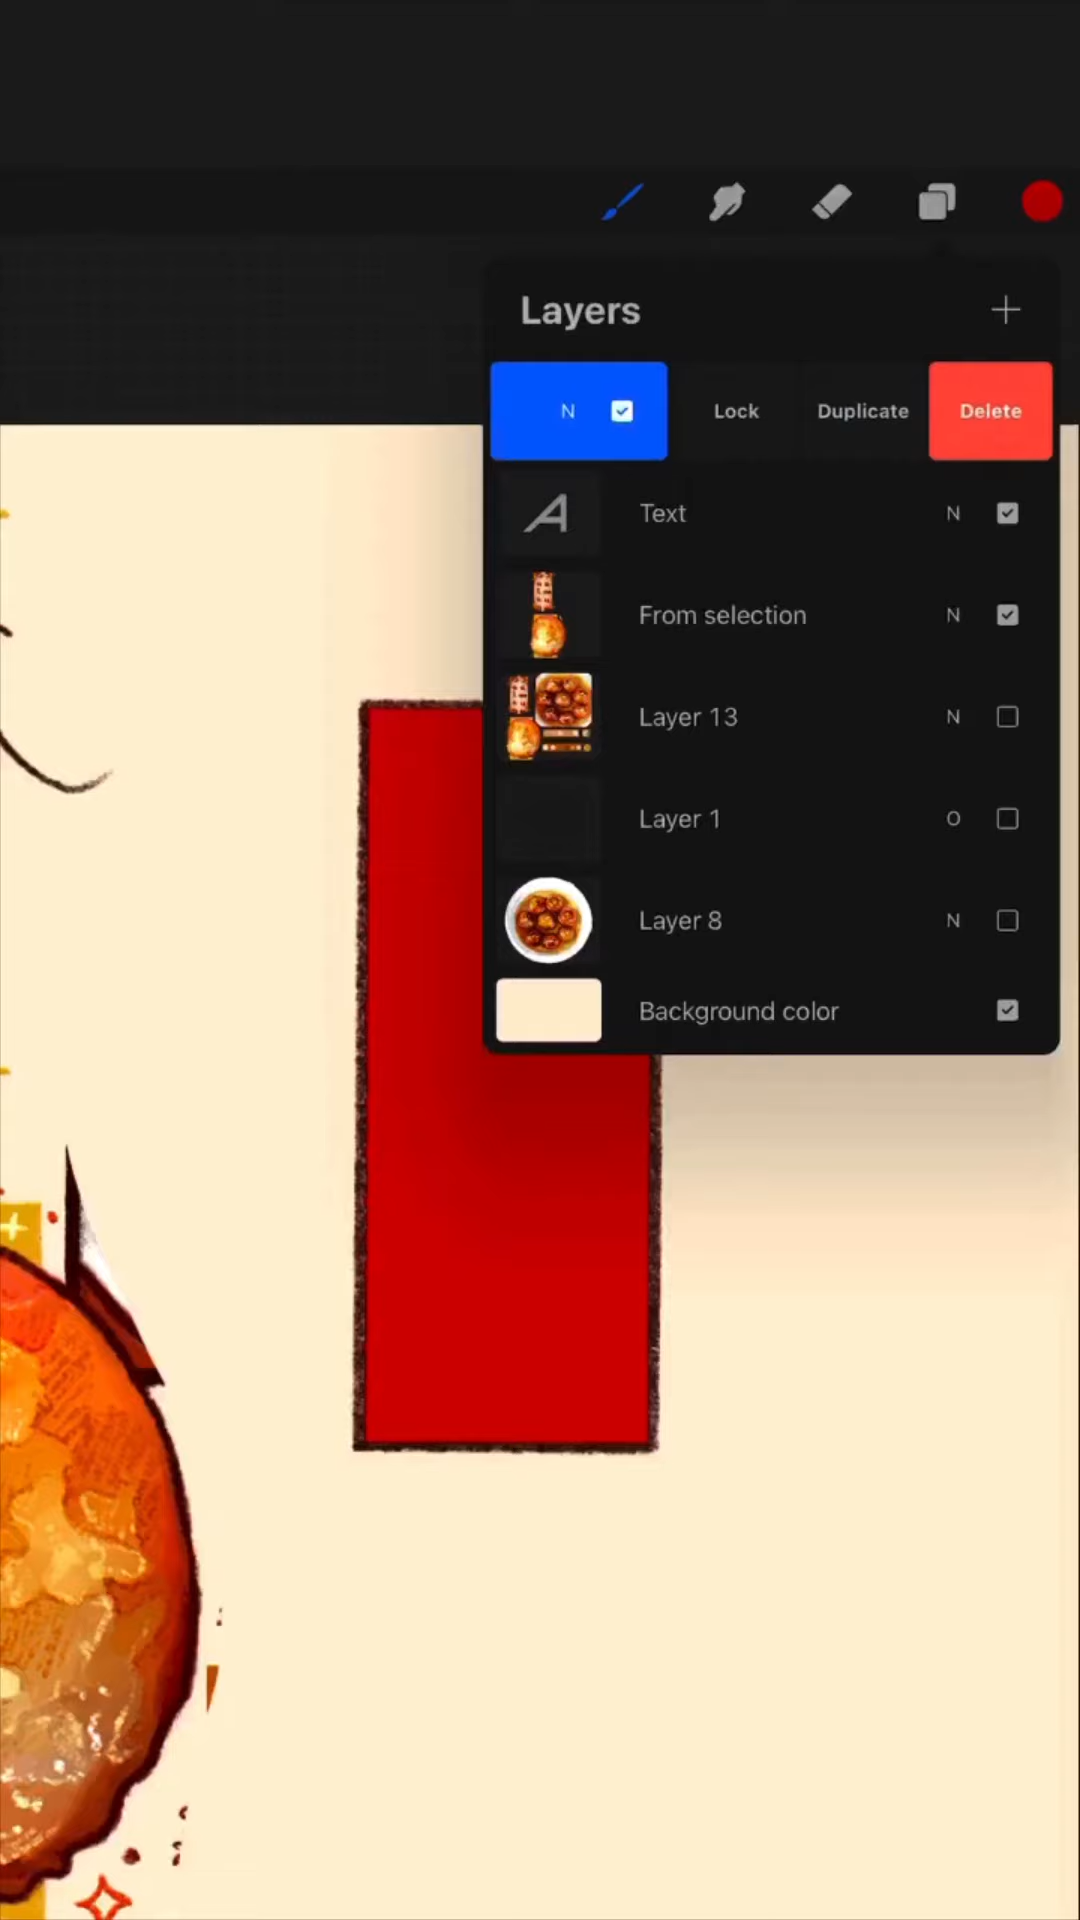 Layers
N Lock Duplicate Delete
Text N
From selection N
Layer 13 N
Layer 1 O
Layer 8 N
Background color